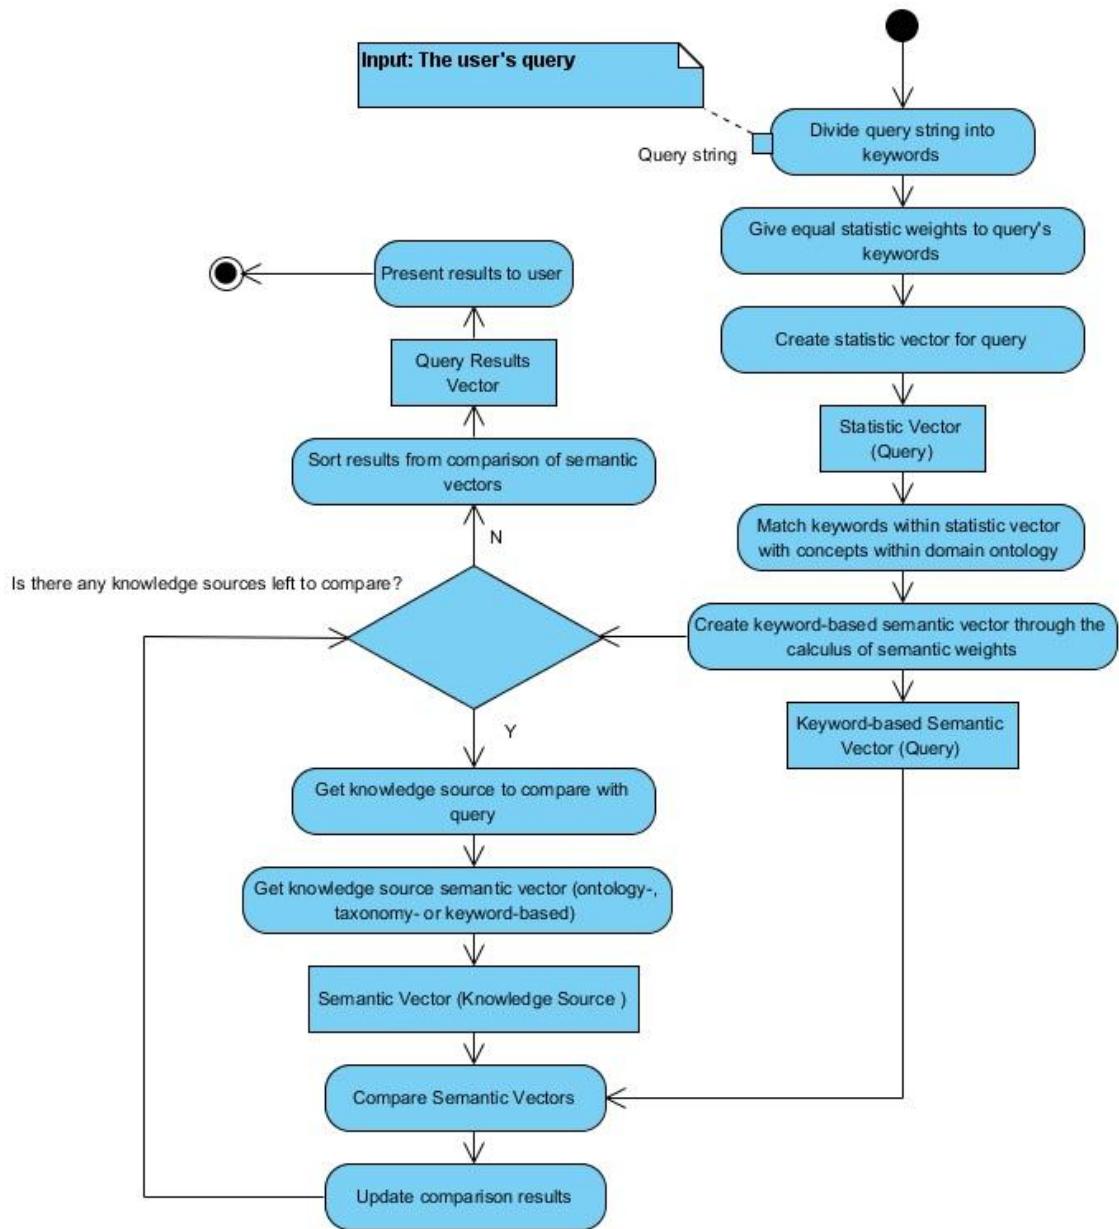 Input: The user's query
Query string
Divide query string into
keywords
Give equal statistic weights to query's
keywords
Create statistic vector for query
Statistic Vector
(Query)
Match keywords within statistic vector
with concepts within domain ontology
Create keyword-based semantic vector through the
calculus of semantic weights
Keyword-based Semantic
Vector (Query)
Present results to user
Query Results
Vector
Sort results from comparison of semantic
vectors
N
Is there any knowledge sources left to compare?
Y
Get knowledge source to compare with
query
Get knowledge source semantic vector (ontology-,
taxonomy- or keyword-based)
Semantic Vector (Knowledge Source )
Compare Semantic Vectors
Update comparison results